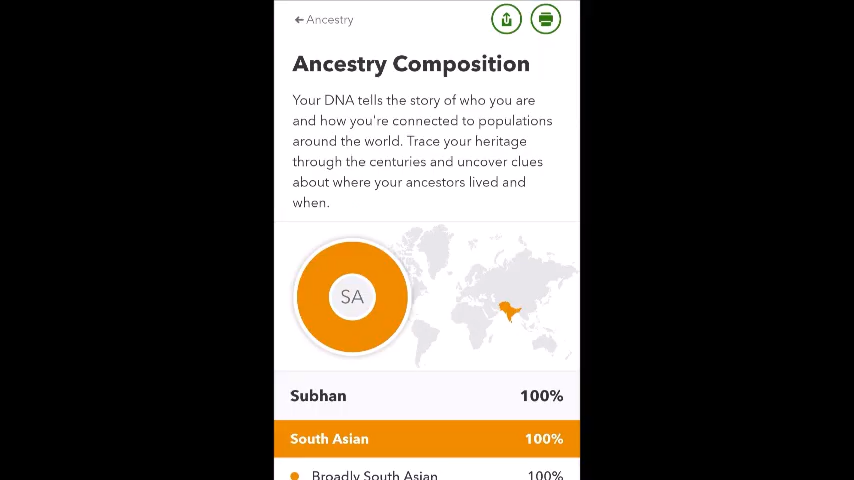 Ancestry
Ancestry Composition
Your DNA tells the story of who you are
and how you're connected to populations
around the world. Trace your heritage
through the centuries and uncover clues
about where your ancestors lived and
when.
SA
Subhan 100%
South Asian 100%
Broadly South Asian 100%